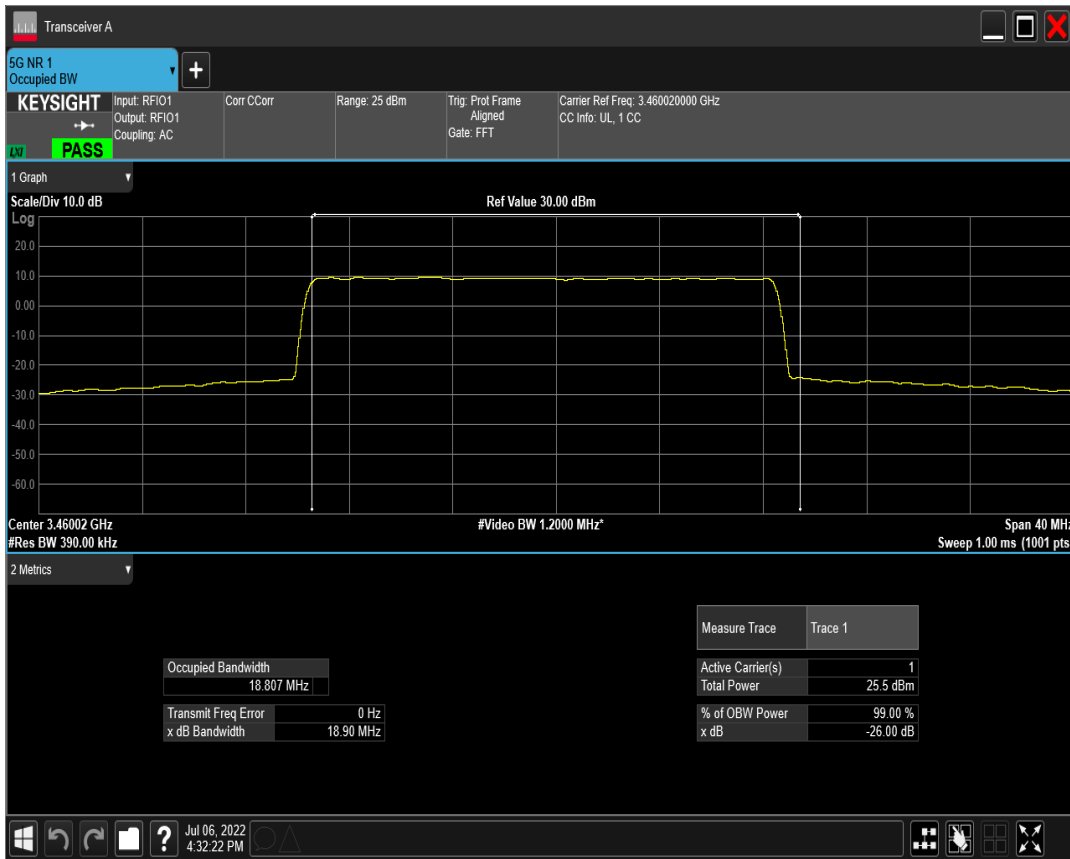 Transceiver A
5G NR 1
Occupied BW
+
KEYSIGHT
LXI
PASS
Input: RFIO1
Output: RFIO1
Coupling: AC
Corr CCorr
Range: 25 dBm
Trig: Prot Frame
Aligned
Gate: FFT
Carrier Ref Freq: 3.460020000 GHz
CC Info: UL, 1 CC
1 Graph
Scale/Div 10.0 dB
Ref Value 30.00 dBm
Log
20.0
10.0
0.00
-10.0
-20.0
-30.0
-40.0
-50.0
-60.0
Center 3.46002 GHz
#Video BW 1.2000 MHz*
Span 40 MHz
#Res BW 390.00 kHz
Sweep 1.00 ms (1001 pts
2 Metrics
Measure Trace Trace 1
Occupied Bandwidth
18.807 MHz
Active Carrier(s) 1
Total Power 25.5 dBm
Transmit Freq Error 0 Hz
x dB Bandwidth 18.90 MHz
% of OBW Power 99.00 %
x dB -26.00 dB
?
Jul 06, 2022
4:32:22 PM